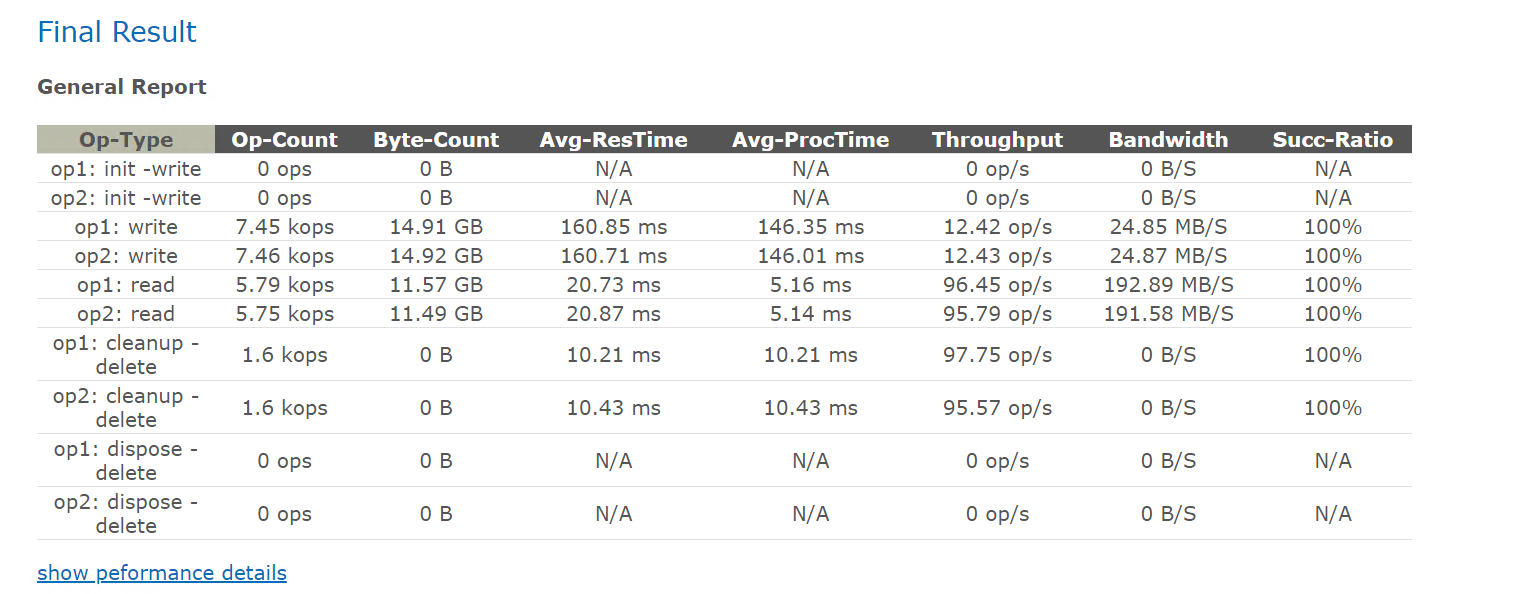 Final Result
General Report
Op-Type Op-Count Byte-Count Avg-ResTime Avg-ProcTime Throughput Bandwidth Succ-Ratio
op1: init -write 0 ops 0 B N/A N/A 0 op/s 0 B/S N/A
op2: init -write 0 ops 0 B N/A N/A 0 op/s 0 B/S N/A
op1: write 7.45 kops 14.91 GB 160.85 ms 146.35 ms 12.42 op/s 24.85 MB/S 100%
op2: write 7.46 kops 14.92 GB 160.71 ms 146.01 ms 12.43 op/s 24.87 MB/S 100%
op1: read 5.79 kops 11.57 GB 20.73 ms 5.16 ms 96.45 op/s 192.89 MB/S 100%
op2: read 5.75 kops 11.49 GB 20.87 ms 5.14 ms 95.79 op/s 191.58 MB/S 100%
op1: cleanup -
delete 1.6 kops 0 B 10.21 ms 10.21 ms 97.75 op/s 0 B/S 100%
op2: cleanup -
delete 1.6 kops 0 B 10.43 ms 10.43 ms 95.57 op/s 0 B/S 100%
op1: dispose -
delete 0 ops 0 B N/A N/A 0 op/s 0 B/S N/A
op2: dispose -
delete 0 ops 0 B N/A N/A 0 op/s 0 B/S N/A
show peformance details